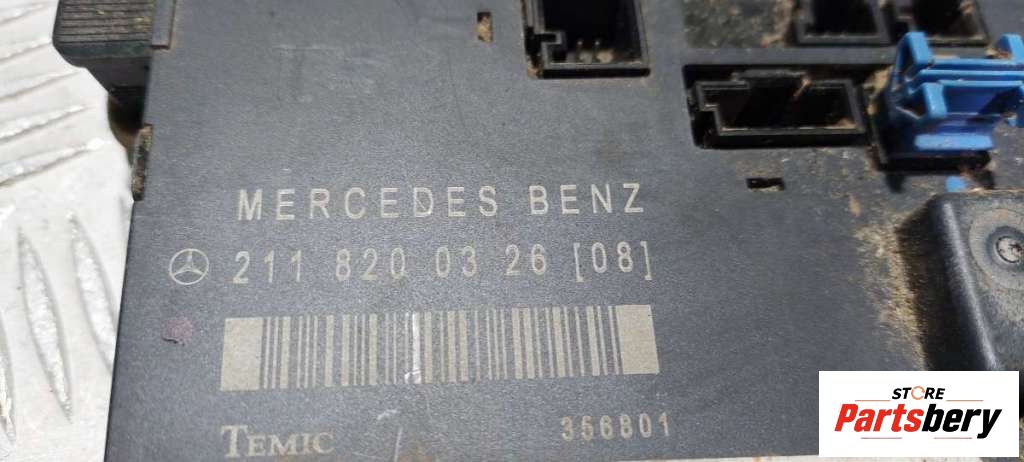 MERCEDES BENZ
211 820 03 26 [08]
TEMIC
356801
STORE
Partsbery